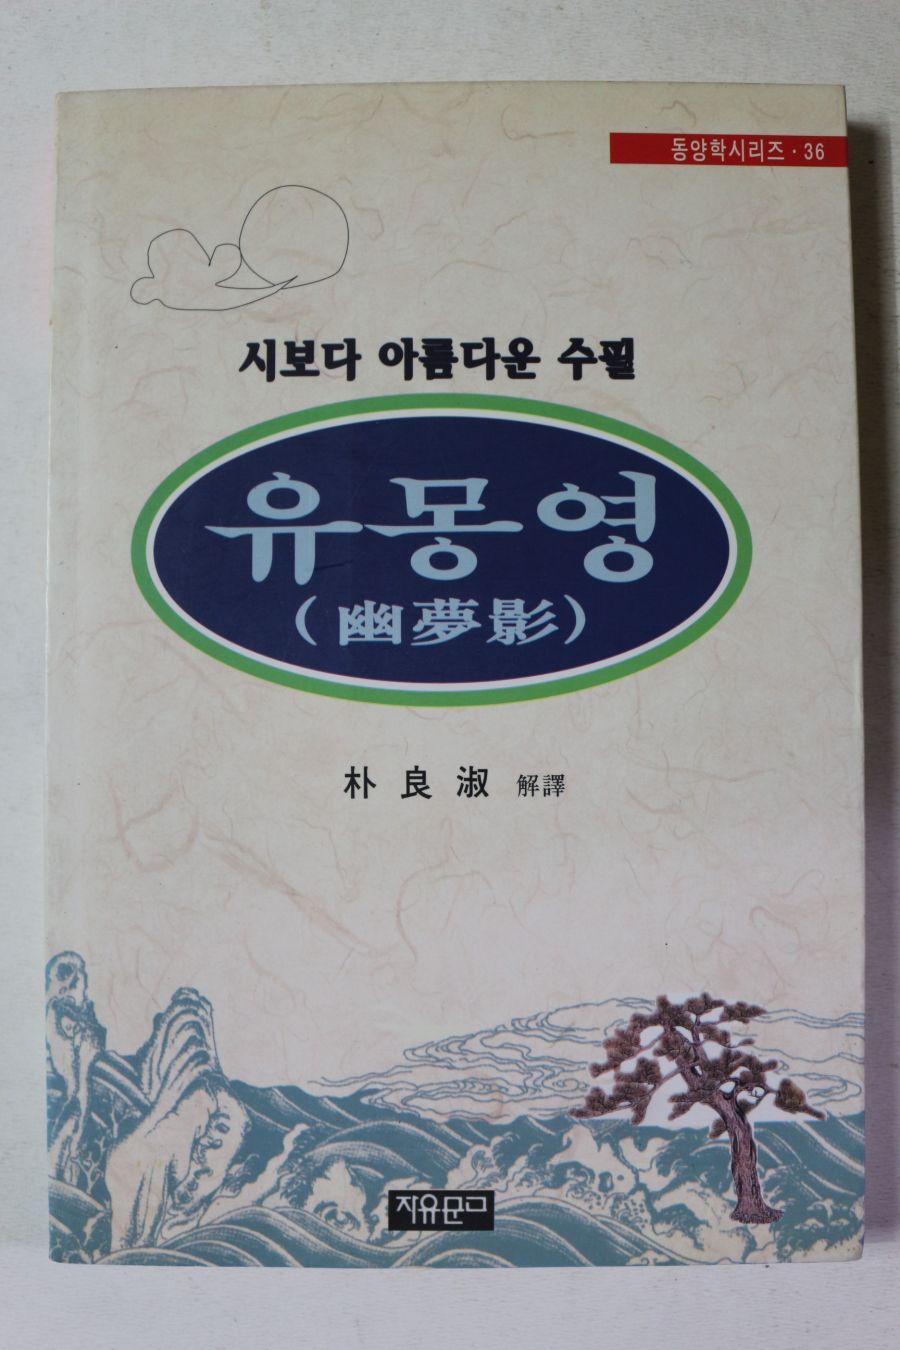 동양학시리즈 · 36
시보다 아름다운 수필
유몽영
(幽夢影)
朴良淑 解譯
자유문고